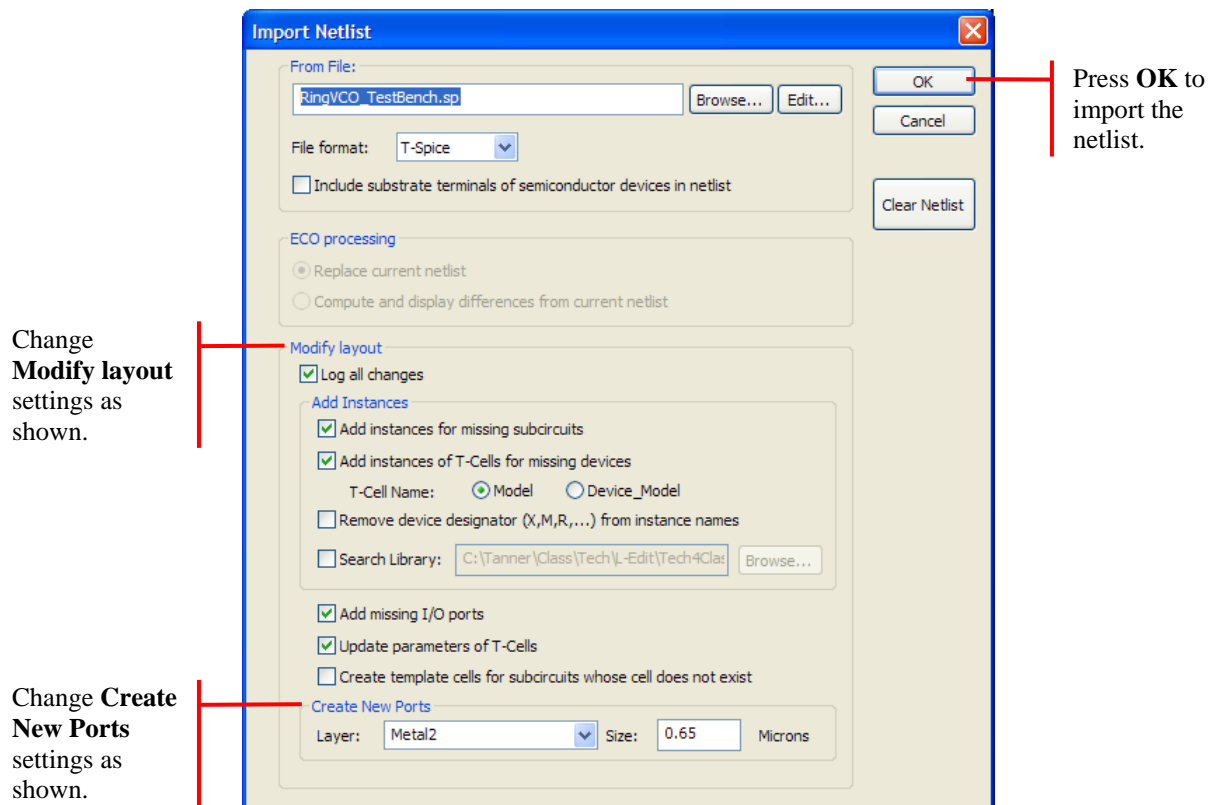 Import Netlist
From File:
RingVCO_TestBench.sp
Browse...
Edit...
File format:
T-Spice
Include substrate terminals of semiconductor devices in netlist
OK
Cancel
Clear Netlist
Press OK to
import the
netlist.
ECO processing
Replace current netlist
Compute and display differences from current netlist
Change
Modify layout
settings as
shown.
Modify layout
Log all changes
Add Instances
Add instances for missing subcircuits
Add instances of T-Cells for missing devices
T-Cell Name:
Model
Device_Model
Remove device designator (X,M,R,...) from instance names
Search Library:
C:\Tanner\Class\Tech\L-Edit\Tech4Clas
Browse...
Add missing I/O ports
Update parameters of T-Cells
Create template cells for subcircuits whose cell does not exist
Change Create
New Ports
settings as
shown.
Create New Ports
Layer:
Metal2
Size:
0.65
Microns